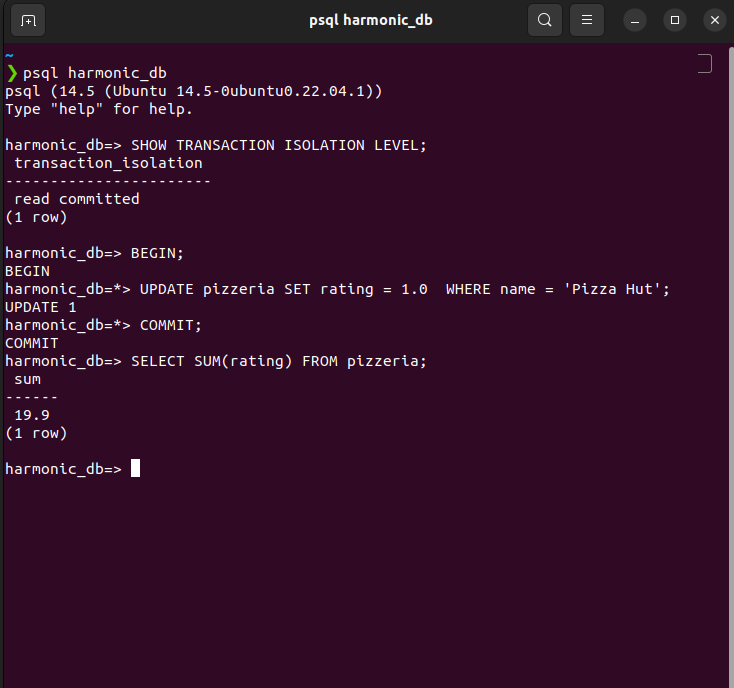 psql harmonic_db
~
❯ psql harmonic_db
psql (14.5 (Ubuntu 14.5-0ubuntu0.22.04.1))
Type "help" for help.
harmonic_db=> SHOW TRANSACTION ISOLATION LEVEL;
transaction_isolation
-----------------------
read committed
(1 row)
harmonic_db=> BEGIN;
BEGIN
harmonic_db=*> UPDATE pizzeria SET rating = 1.0  WHERE name = 'Pizza Hut';
UPDATE 1
harmonic_db=*> COMMIT;
COMMIT
harmonic_db=> SELECT SUM(rating) FROM pizzeria;
sum
------
19.9
(1 row)
harmonic_db=>